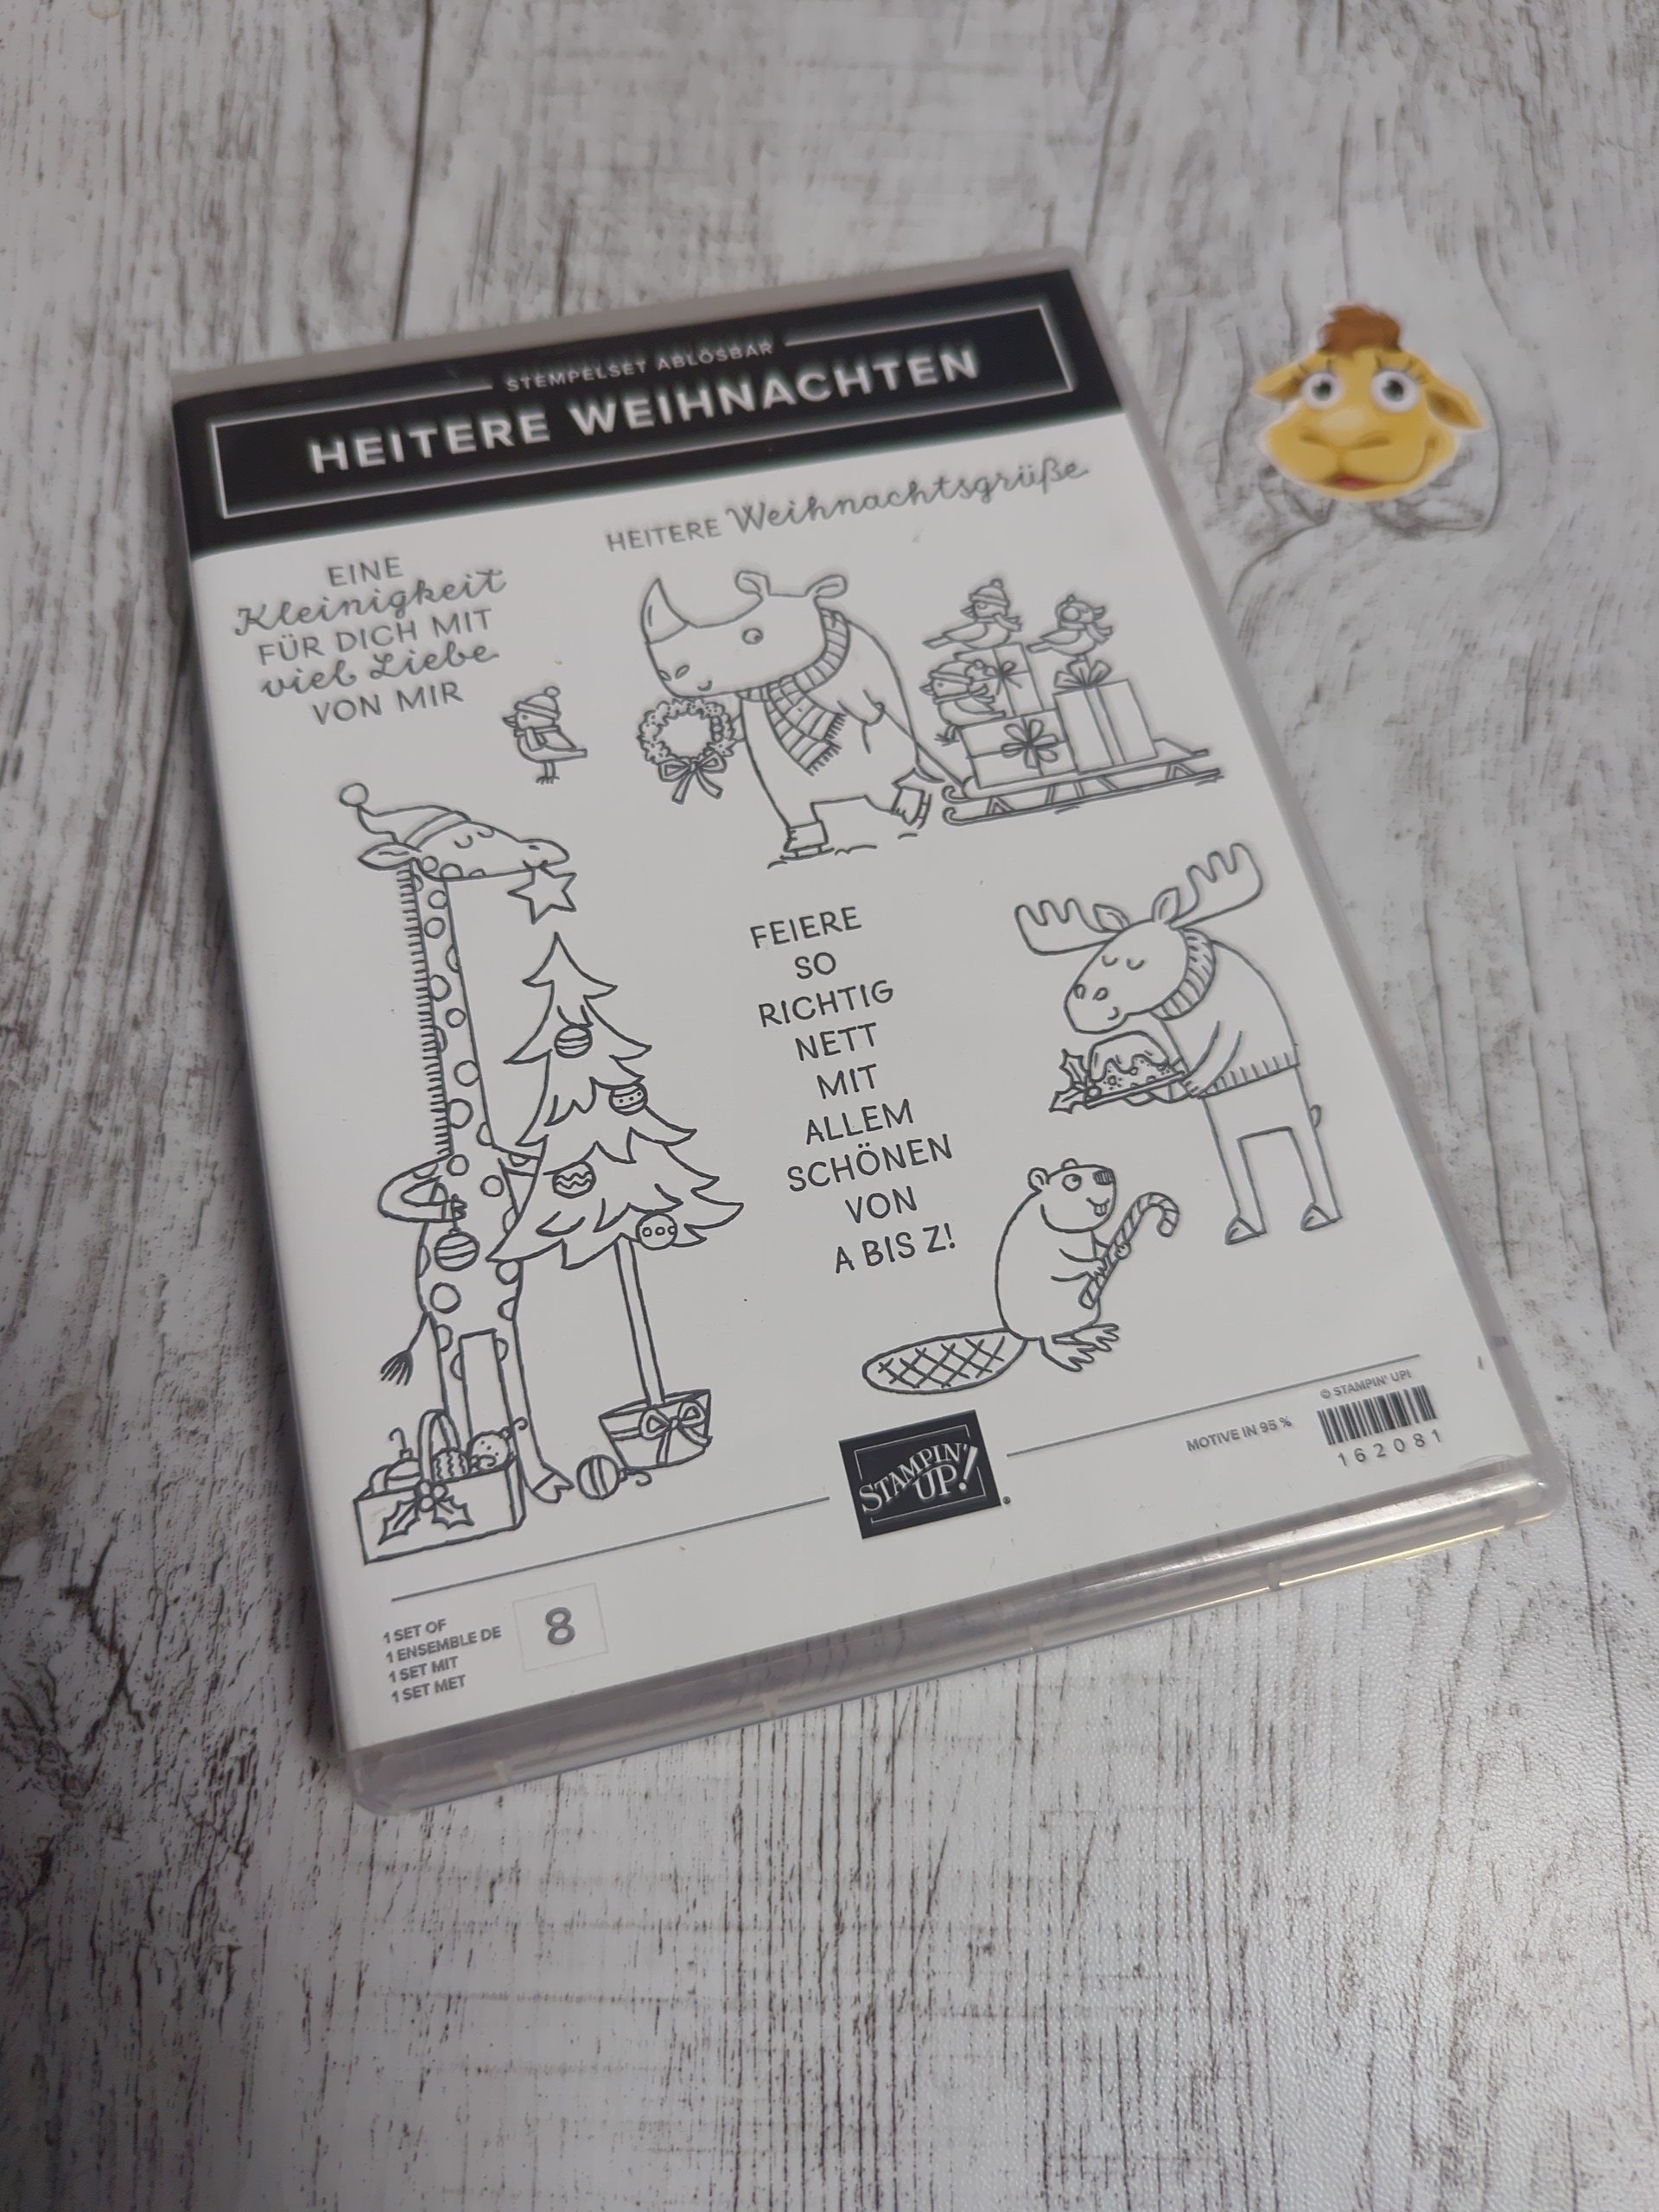 STEMPELSET ABLÖSBAR
HEITERE WEIHNACHTEN
HEITERE Weihnachtsgrüße
EINE
Kleinigkeit
FÜR DICH MIT
viel Liebe
VON MIR
FEIERE
SO
RICHTIG
NETT
MIT
ALLEM
SCHÖNEN
VON
A BIS Z!
© STAMPIN' UP!
MOTIVE IN 95 %
162081
STAMPIN'
UP!
1 SET OF
1 ENSEMBLE DE
1 SET MIT
1 SET MET
8